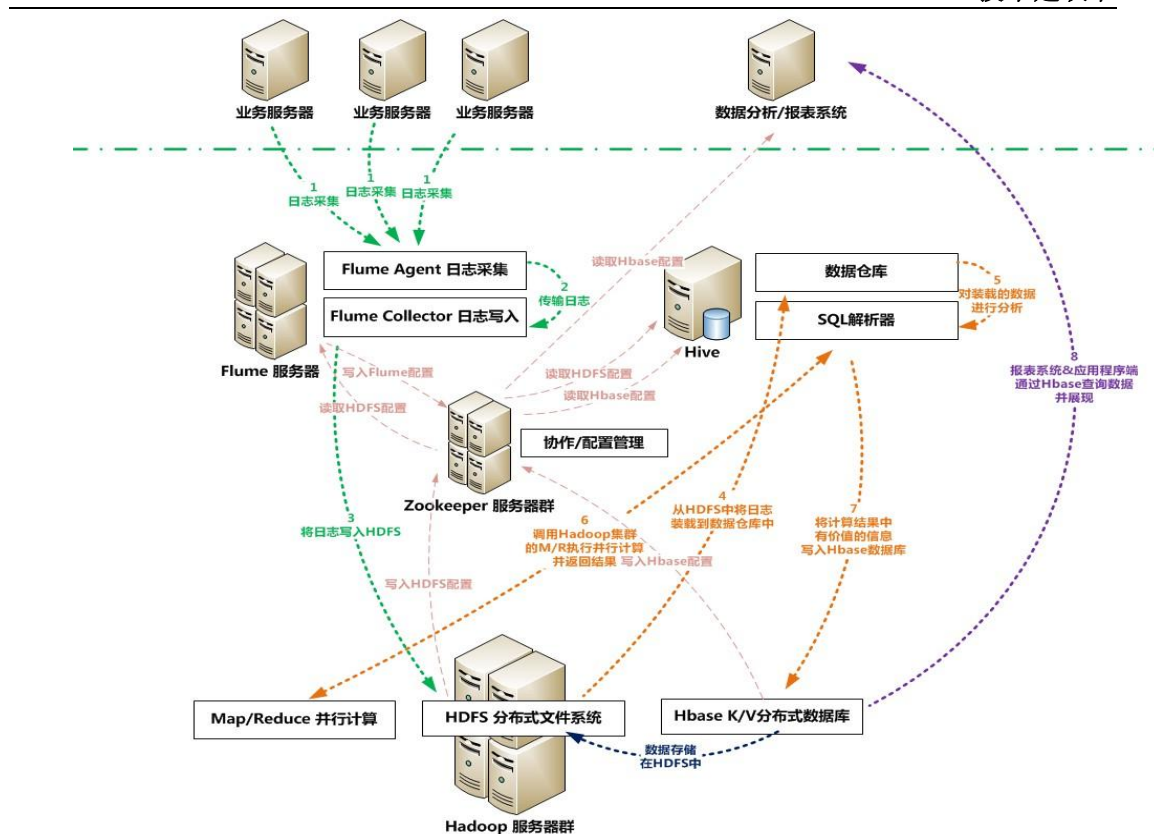 业务服务器
业务服务器
业务服务器
数据分析/报表系统
1
日志采集
1
日志采集
1
日志采集
Flume Agent 日志采集
2
传输日志
Flume Collector 日志写入
Flume 服务器
读取Hbase配置
数据仓库
5
对装载的数据
进行分析
SQL解析器
Hive
写入Flume配置
读取HDFS配置
读取HDFS配置
读取Hbase配置
8
报表系统&应用程序端
通过Hbase查询数据
并展现
协作/配置管理
Zookeeper 服务器群
3
将日志写入HDFS
6
调用Hadoop集群
的M/R执行并行计算
并返回结果
4
从HDFS中将日志
装载到数据仓库中
7
将计算结果中
有价值的信息
写入Hbase数据库
写入Hbase配置
写入HDFS配置
Map/Reduce 并行计算
HDFS 分布式文件系统
Hbase K/V分布式数据库
数据存储
在HDFS中
Hadoop 服务器群